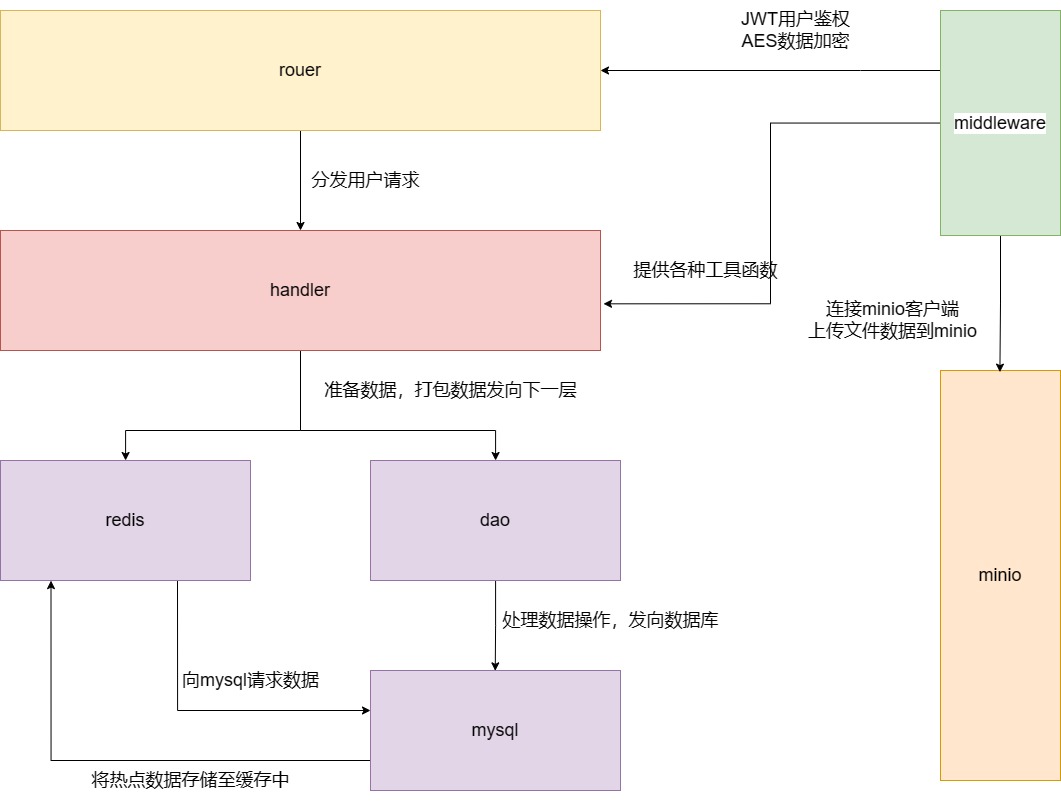 JWT用户鉴权
AES数据加密
rouer
middleware
分发用户请求
提供各种工具函数
handler
连接minio客户端
上传文件数据到minio
准备数据，打包数据发向下一层
redis
dao
minio
处理数据操作，发向数据库
向mysql请求数据
mysql
将热点数据存储至缓存中